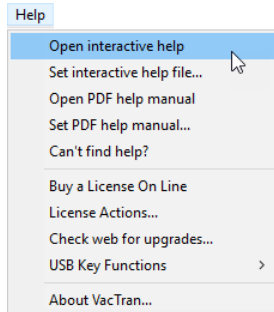 Help
Open interactive help
Set interactive help file...
Open PDF help manual
Set PDF help manual...
Can't find help?
Buy a License On Line
License Actions...
Check web for upgrades...
USB Key Functions
About VacTran...